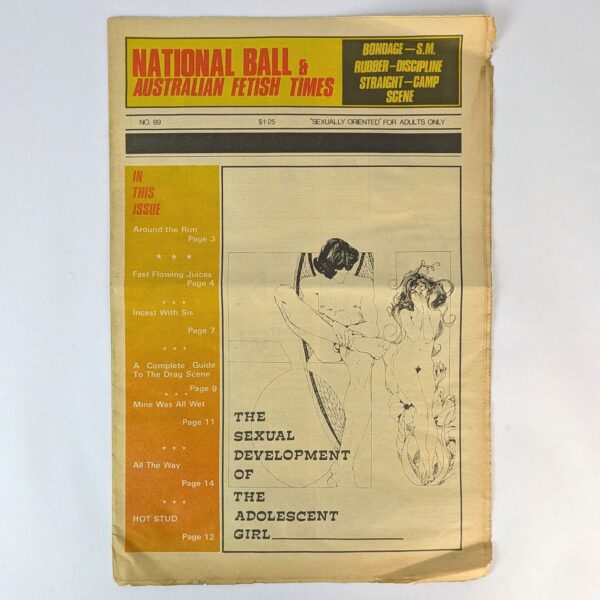 NATIONAL BALL &
AUSTRALIAN FETISH TIMES
BONDAGE–S.M.
RUBBER–DISCIPLINE
STRAIGHT–CAMP
SCENE
NO. 89 $1·25 "SEXUALLY ORIENTED" FOR ADULTS ONLY
IN
THIS
ISSUE
Around the Rim
Page 3
Fast Flowing Juices
Page 4
Incest With Sis
Page 7
A Complete Guide
To The Drag Scene
Page 9
Mine Was All Wet
Page 11
All The Way
Page 14
HOT STUD
Page 12
THE
SEXUAL
DEVELOPMENT
OF
THE
ADOLESCENT
GIRL